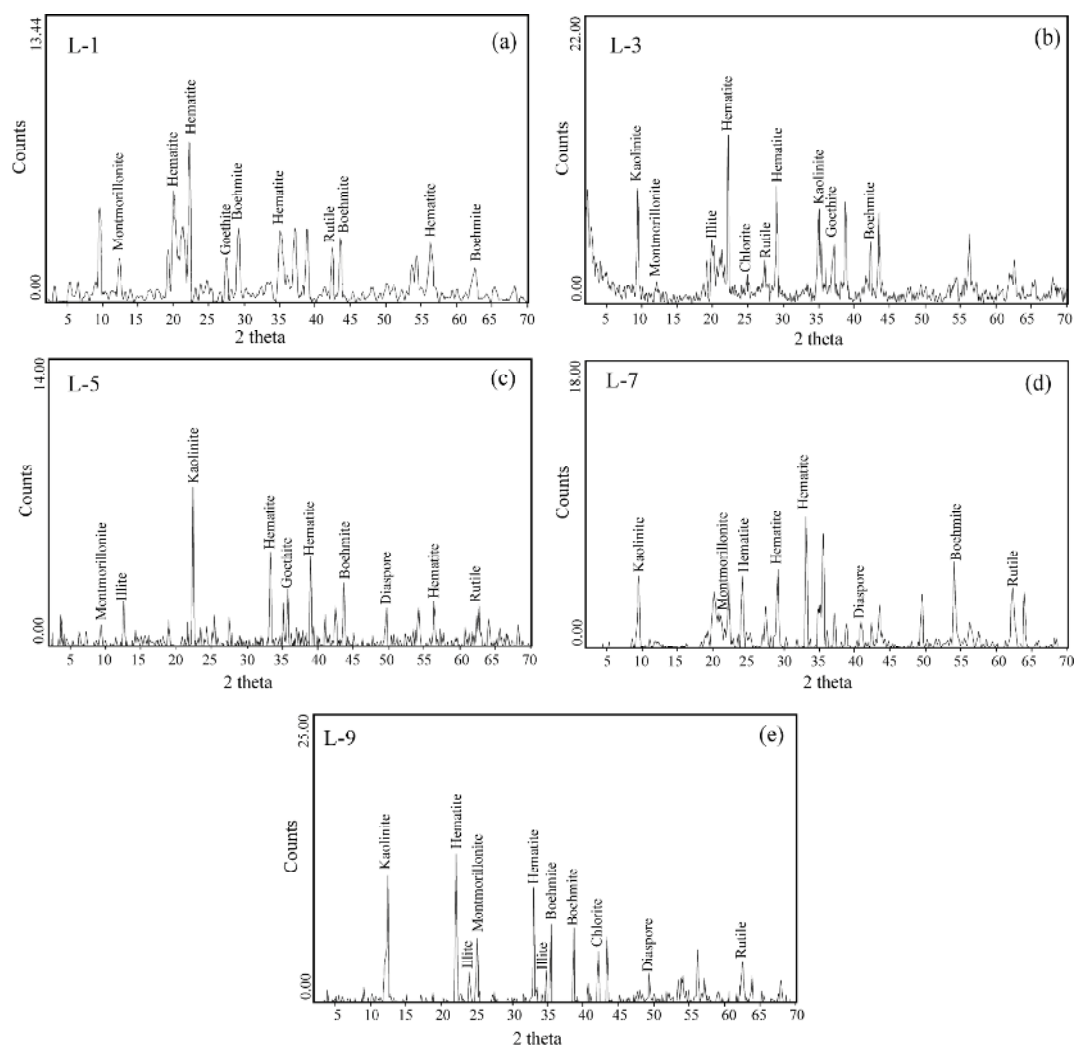 L-1
(a)
13.44
0.00
Counts
Montmorillonite
Hematite
Hematite
Goethite
Boehmite
Hematite
Rutile
Boehmite
Hematite
Boehmite
5 10 15 20 25 30 35 40 45 50 55 60 65 70
2 theta
L-3
(b)
22.00
0.00
Counts
Kaolinite
Montmorillonite
Illite
Hematite
Chlorite
Rutile
Hematite
Kaolinite
Goethite
Boehmite
5 10 15 20 25 30 35 40 45 50 55 60 65 70
2 theta
L-5
(c)
14.00
0.00
Counts
Montmorillonite
Illite
Kaolinite
Hematite
Goethite
Hematite
Boehmite
Diaspore
Hematite
Rutile
5 10 15 20 25 30 35 40 45 50 55 60 65 70
2 theta
L-7
(d)
18.00
0.00
Counts
Kaolinite
Montmorillonite
Hematite
Hematite
Hematite
Diaspore
Boehmite
Rutile
5 10 15 20 25 30 35 40 45 50 55 60 65 70
2 theta
L-9
(e)
25.00
0.00
Counts
Kaolinite
Hematite
Illite
Montmorillonite
Hematite
Illite
Boehmite
Boehmite
Chlorite
Diaspore
Rutile
5 10 15 20 25 30 35 40 45 50 55 60 65 70
2 theta